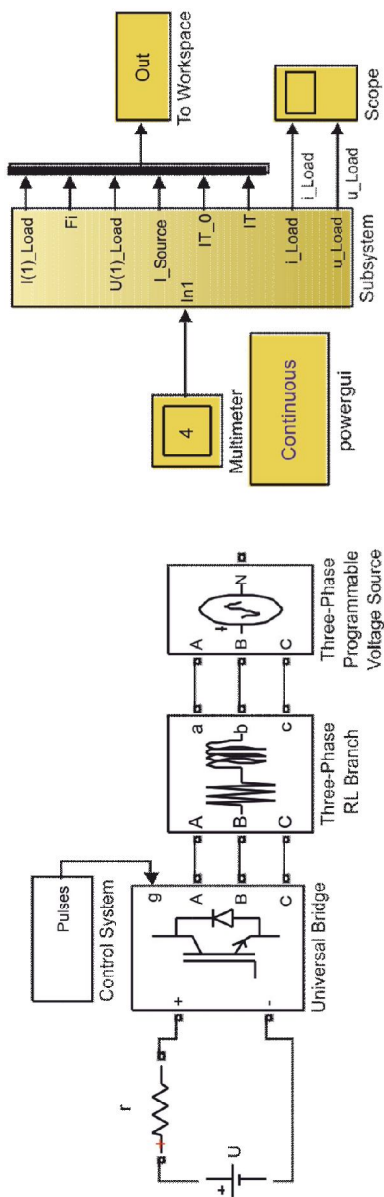 r
+
U
+
Pulses
Control System
g
+
-
A
B
C
Universal Bridge
A
B
C
a
b
c
Three-Phase
RL Branch
A
B
C
N
Three-Phase
Programmable
Voltage Source
4
Multimeter
Continuous
powergui
In1
I(1)_Load
Fi
U(1)_Load
I_Source
IT_0
IT
i_Load
u_Load
Subsystem
Out
To Workspace
i_Load
u_Load
Scope